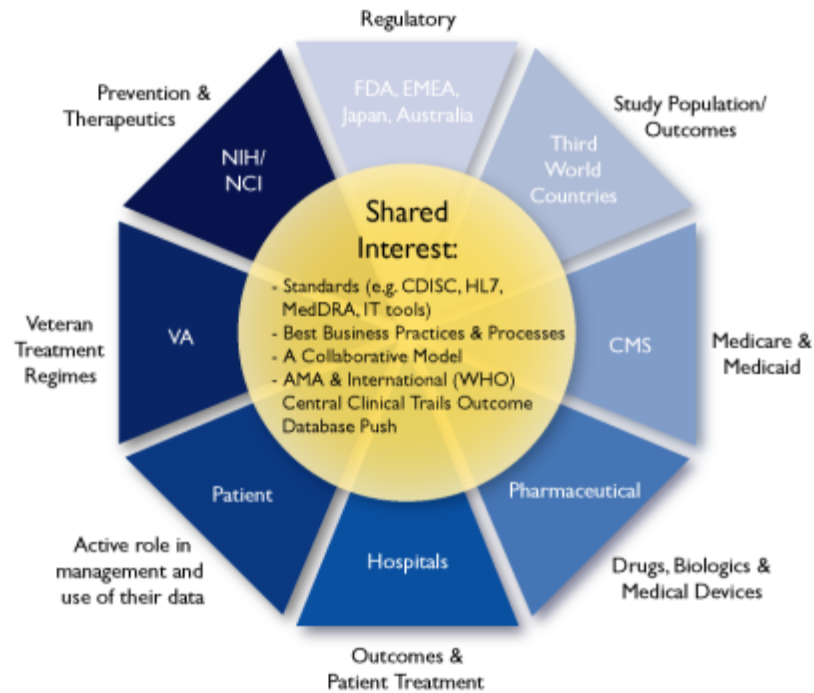 Regulatory
FDA, EMEA,
Japan, Australia
Study Population/
Outcomes
Third
World
Countries
Medicare &
Medicaid
CMS
Drugs, Biologics &
Medical Devices
Pharmaceutical
Hospitals
Outcomes &
Patient Treatment
Patient
Active role in
management and
use of their data
VA
Veteran
Treatment
Regimes
NIH/
NCI
Prevention &
Therapeutics
Shared
Interest:
- Standards (e.g. CDISC, HL7,
MedDRA, IT tools)
- Best Business Practices & Processes
- A Collaborative Model
- AMA & International (WHO)
Central Clinical Trails Outcome
Database Push